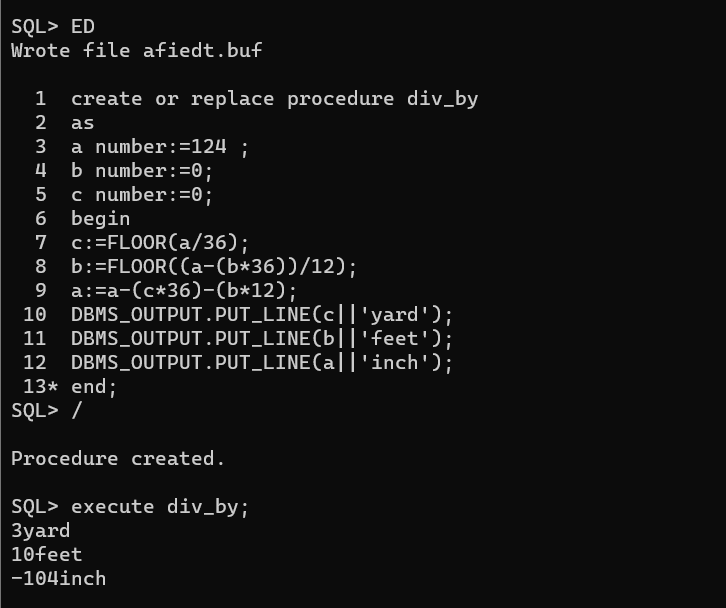 SQL> ED
Wrote file afiedt.buf
1 create or replace procedure div_by
2 as
3 a number:=124 ;
4 b number:=0;
5 c number:=0;
6 begin
7 c:=FLOOR(a/36);
8 b:=FLOOR((a-(b*36))/12);
9 a:=a-(c*36)-(b*12);
10 DBMS_OUTPUT.PUT_LINE(c||'yard');
11 DBMS_OUTPUT.PUT_LINE(b||'feet');
12 DBMS_OUTPUT.PUT_LINE(a||'inch');
13* end;
SQL> /
Procedure created.
SQL> execute div_by;
3yard
10feet
-104inch